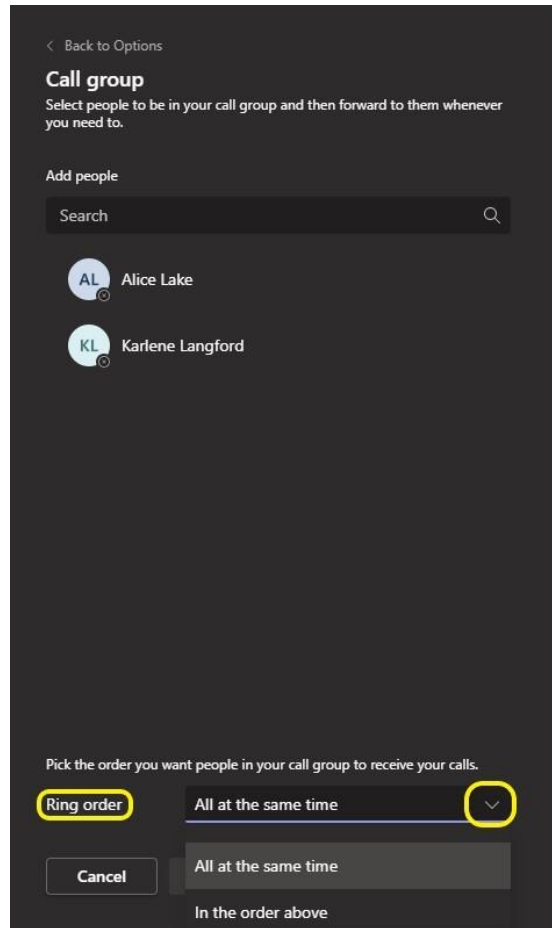 Back to Options
Call group
Select people to be in your call group and then forward to them whenever
you need to.
Add people
Search
AL Alice Lake
KL Karlene Langford
Pick the order you want people in your call group to receive your calls.
Ring order All at the same time
Cancel All at the same time
In the order above